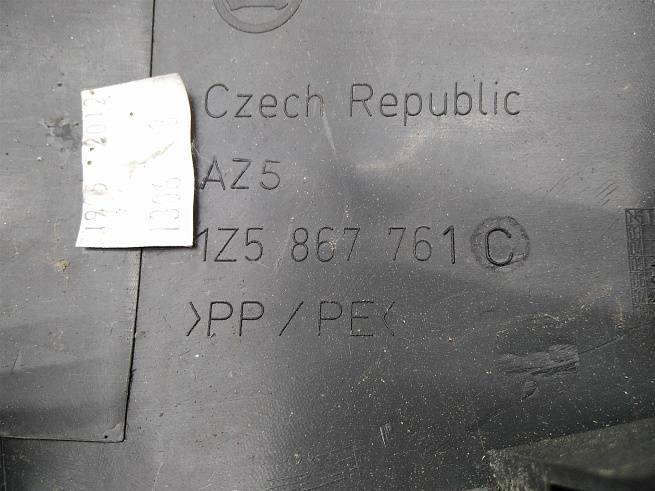 Czech Republic
AZ5
1Z5 867 761 C
>PP/PE<